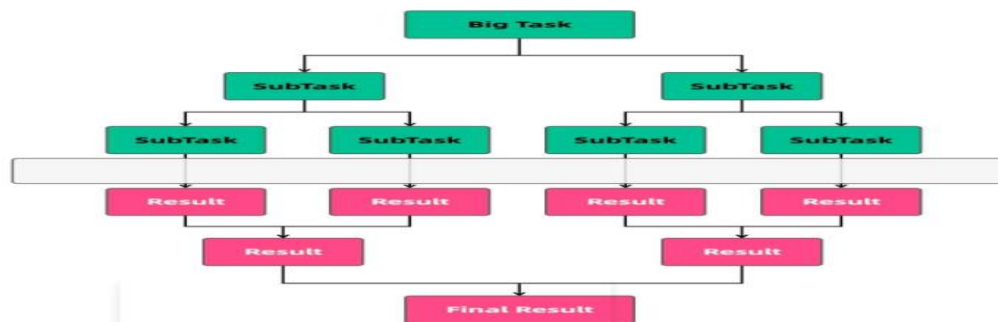 Big Task
SubTask SubTask
SubTask SubTask SubTask SubTask
Result Result Result Result
Result Result
Final Result